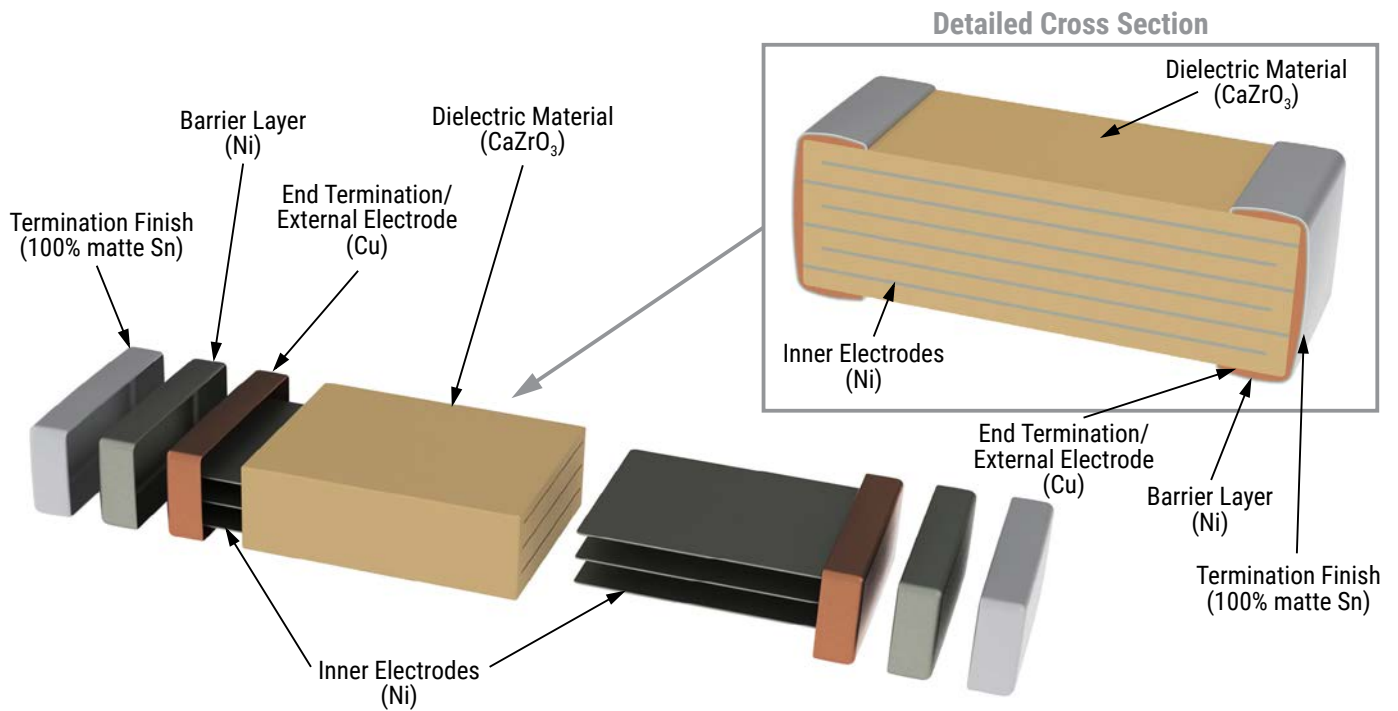 Detailed Cross Section
Dielectric Material
(CaZrO₃)
Inner Electrodes
(Ni)
End Termination/
External Electrode
(Cu)
Barrier Layer
(Ni)
Termination Finish
(100% matte Sn)
Termination Finish
(100% matte Sn)
Barrier Layer
(Ni)
End Termination/
External Electrode
(Cu)
Dielectric Material
(CaZrO₃)
Inner Electrodes
(Ni)